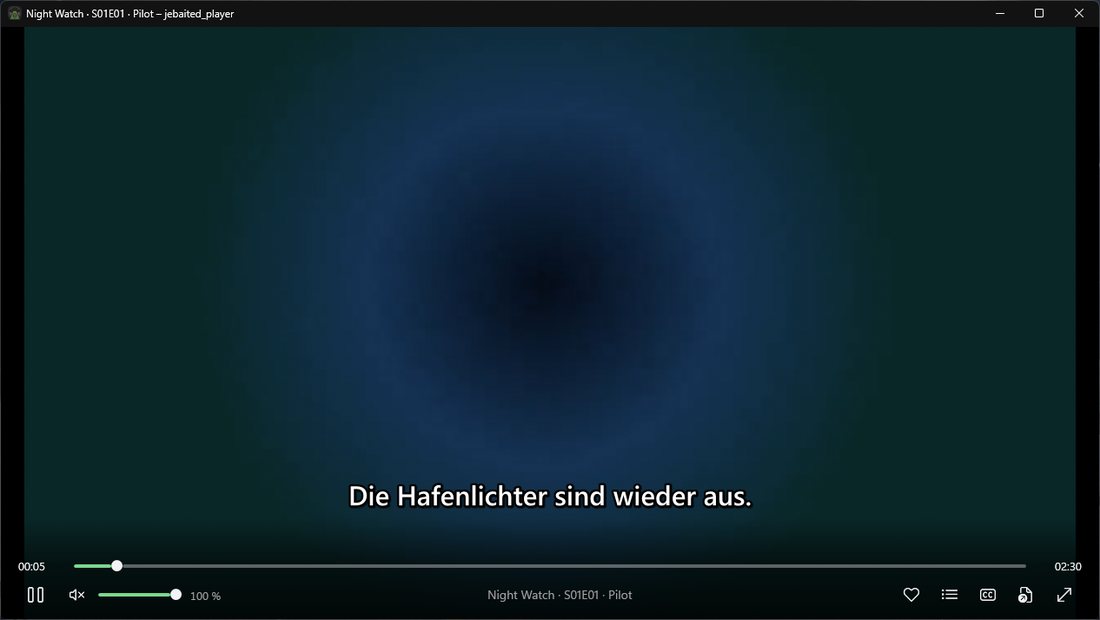 Night Watch · S01E01 · Pilot – jebaited_player
Die Hafenlichter sind wieder aus.
00:05
02:30
100 %
Night Watch · S01E01 · Pilot
CC